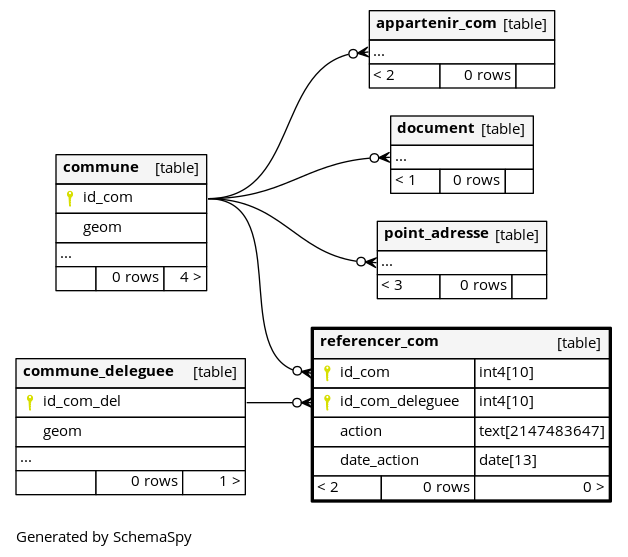 appartenir_com [table]
...
< 2 0 rows
document [table]
...
< 1 0 rows
commune [table]
id_com
geom
...
0 rows 4 >
point_adresse [table]
...
< 3 0 rows
referencer_com [table]
id_com int4[10]
id_com_deleguee int4[10]
action text[2147483647]
date_action date[13]
< 2 0 rows 0 >
commune_deleguee [table]
id_com_del
geom
...
0 rows 1 >
Generated by SchemaSpy